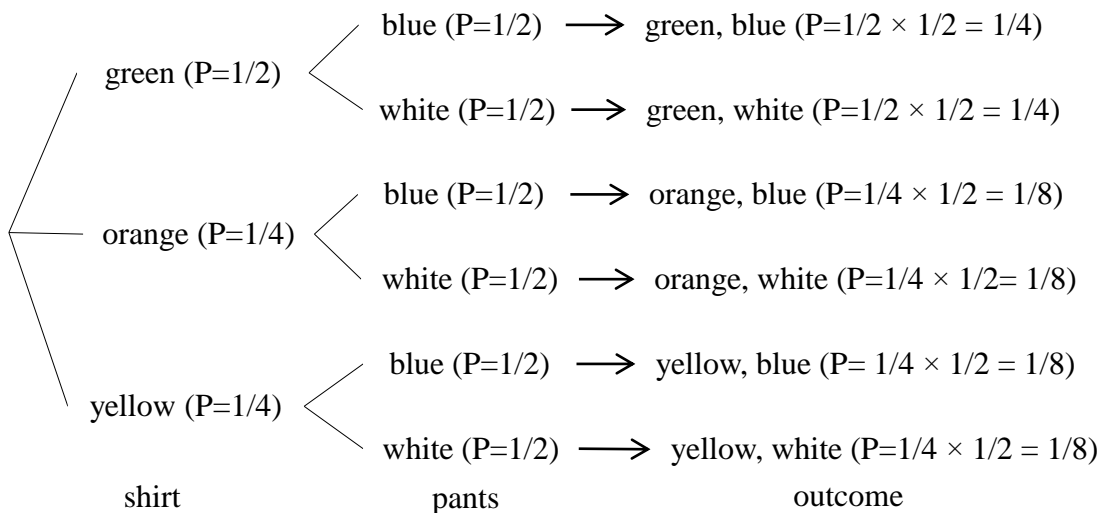 blue (P=1/2) → green, blue (P=1/2 × 1/2 = 1/4)
green (P=1/2)
white (P=1/2) → green, white (P=1/2 × 1/2 = 1/4)
blue (P=1/2) → orange, blue (P=1/4 × 1/2 = 1/8)
orange (P=1/4)
white (P=1/2) → orange, white (P=1/4 × 1/2= 1/8)
blue (P=1/2) → yellow, blue (P= 1/4 × 1/2 = 1/8)
yellow (P=1/4)
white (P=1/2) → yellow, white (P=1/4 × 1/2 = 1/8)
shirt pants outcome